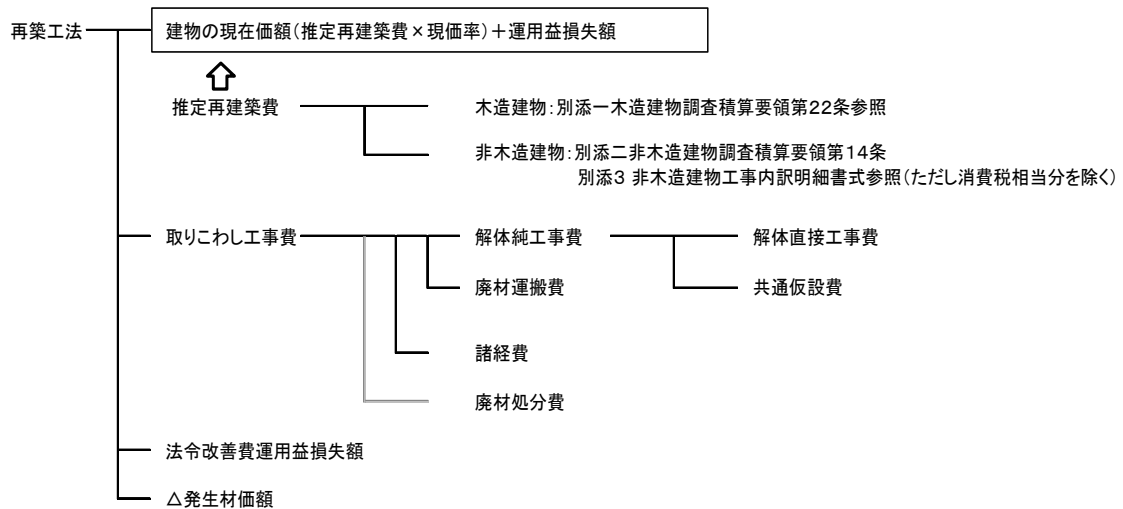 再築工法 建物の現在価額(推定再建築費×現価率)+運用益損失額
推定再建築費 木造建物:別添一木造建物調査積算要領第22条参照
非木造建物:別添二非木造建物調査積算要領第14条
別添3 非木造建物工事内訳明細書式参照(ただし消費税相当分を除く)
取りこわし工事費 解体純工事費 解体直接工事費
廃材運搬費 共通仮設費
諸経費
廃材処分費
法令改善費運用益損失額
△発生材価額